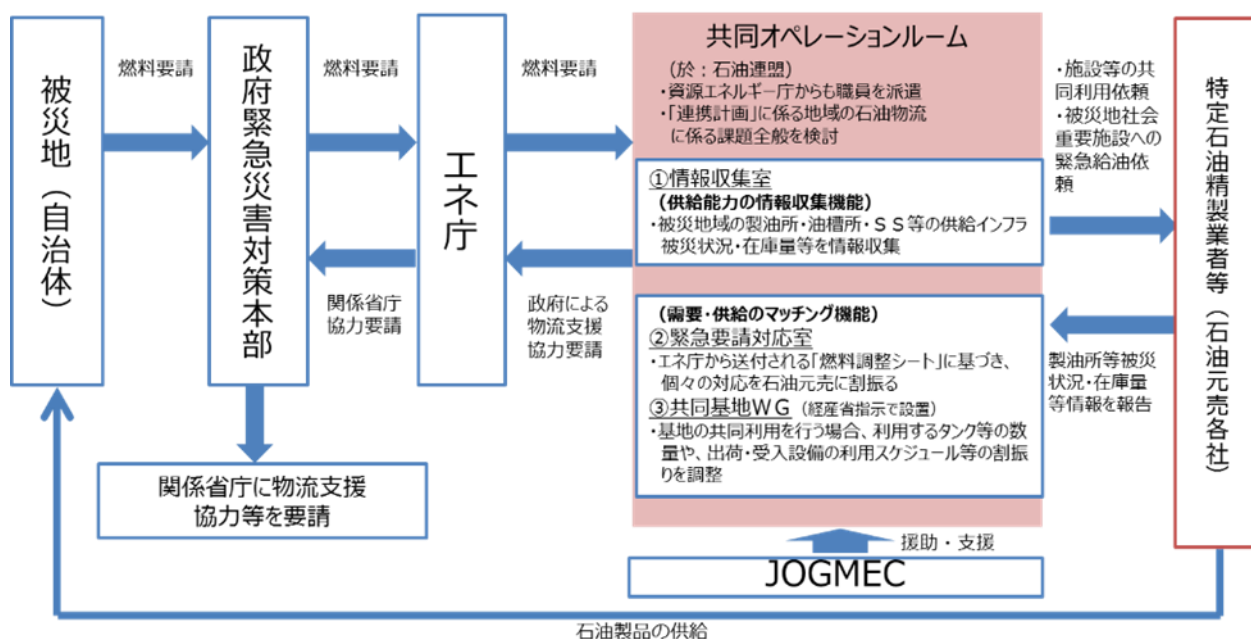 被災地（自治体）
燃料要請
政府緊急災害対策本部
燃料要請
関係省庁
協力要請
エネ庁
燃料要請
政府による
物流支援
協力要請
共同オペレーションルーム
（於：石油連盟）
・資源エネルギー庁からも職員を派遣
・「連携計画」に係る地域の石油物流
に係る課題全般を検討
①情報収集室
（供給能力の情報収集機能）
・被災地域の製油所・油槽所・ＳＳ等の供給インフラ
被災状況・在庫量等を情報収集
（需要・供給のマッチング機能）
②緊急要請対応室
・エネ庁から送付される「燃料調整シート」に基づき、
個々の対応を石油元売に割振る
③共同基地ＷＧ（経産省指示で設置）
・基地の共同利用を行う場合、利用するタンク等の数
量や、出荷・受入設備の利用スケジュール等の割振
りを調整
・施設等の共
同利用依頼
・被災地社会
重要施設への
緊急給油依
頼
製油所等被災
状況・在庫量
等情報を報告
特定石油精製業者等（石油元売各社）
関係省庁に物流支援
協力等を要請
援助・支援
JOGMEC
石油製品の供給